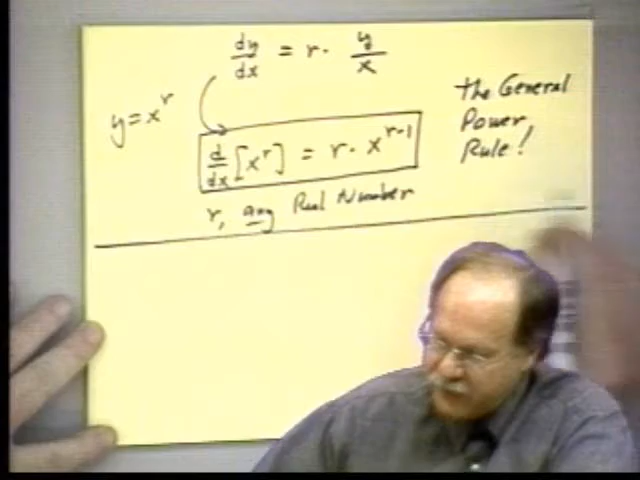 dy/dx = r · y/x
y = x^r
d/dx [x^r] = r · x^(r-1)
r, any Real Number
the General
Power
Rule!